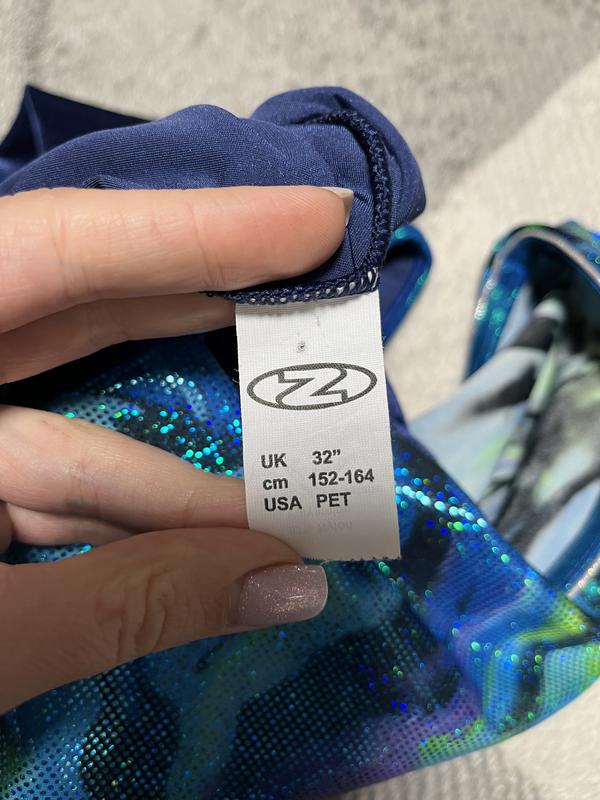 Z
UK 32”
cm 152-164
USA PET